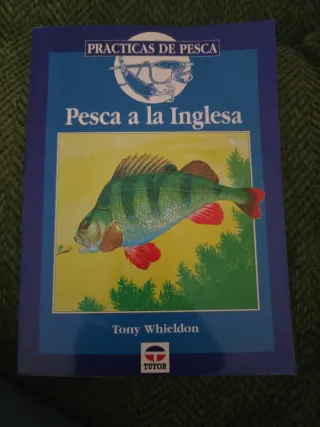 PRACTICAS DE PESCA
Pesca a la Inglesa
Tony Whieldon
TUTOR